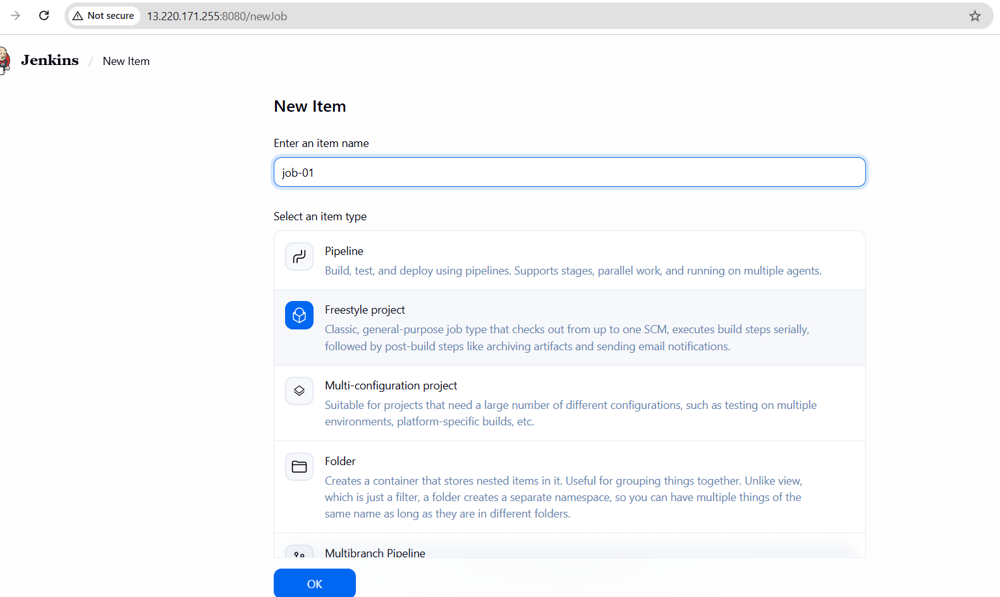 Not secure 13.220.171.255:8080/newJob
Jenkins / New Item
New Item
Enter an item name
job-01
Select an item type
Pipeline
Build, test, and deploy using pipelines. Supports stages, parallel work, and running on multiple agents.
Freestyle project
Classic, general-purpose job type that checks out from up to one SCM, executes build steps serially,
followed by post-build steps like archiving artifacts and sending email notifications.
Multi-configuration project
Suitable for projects that need a large number of different configurations, such as testing on multiple
environments, platform-specific builds, etc.
Folder
Creates a container that stores nested items in it. Useful for grouping things together. Unlike view,
which is just a filter, a folder creates a separate namespace, so you can have multiple things of the
same name as long as they are in different folders.
Multibranch Pipeline
OK